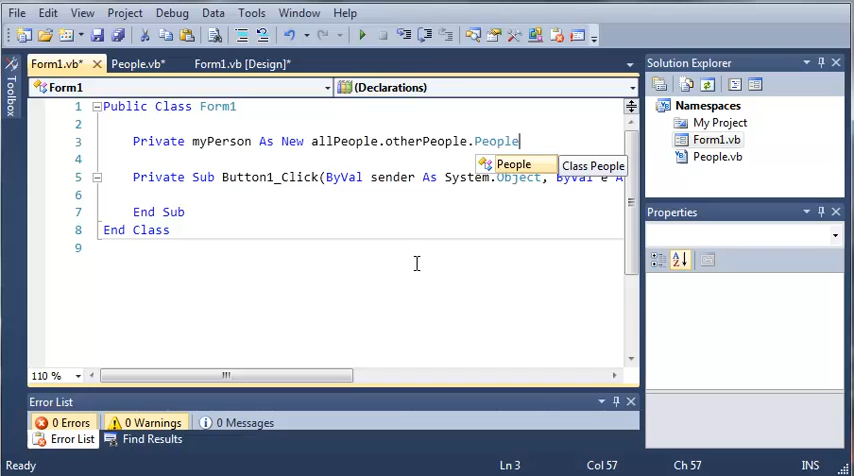 File Edit View Project Debug Data Tools Window Help
Form1.vb* People.vb* Form1.vb [Design]*
Toolbox
Form1 (Declarations)
1 Public Class Form1
2
3 Private myPerson As New allPeople.otherPeople.People
4
People Class People
5 Private Sub Button1_Click(ByVal sender As System.Object, ByVal e A
6
7 End Sub
8 End Class
9
110 %
Error List
0 Errors 0 Warnings 0 Messages
Error List Find Results
Solution Explorer
Namespaces
My Project
Form1.vb
People.vb
Properties
Ready Ln 3 Col 57 Ch 57 INS